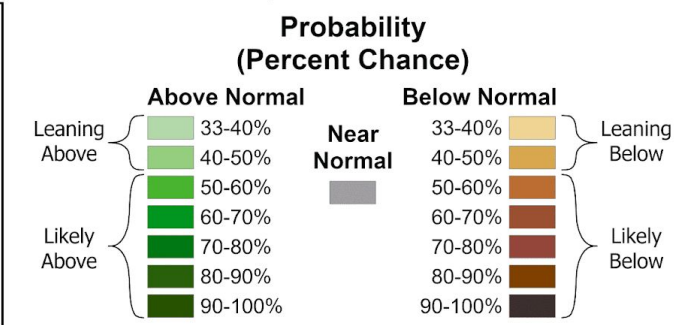 Probability
(Percent Chance)
Above Normal
Leaning
Above
33-40%
40-50%
Likely
Above
50-60%
60-70%
70-80%
80-90%
90-100%
Near
Normal
Below Normal
33-40%
40-50%
Leaning
Below
50-60%
60-70%
70-80%
80-90%
90-100%
Likely
Below